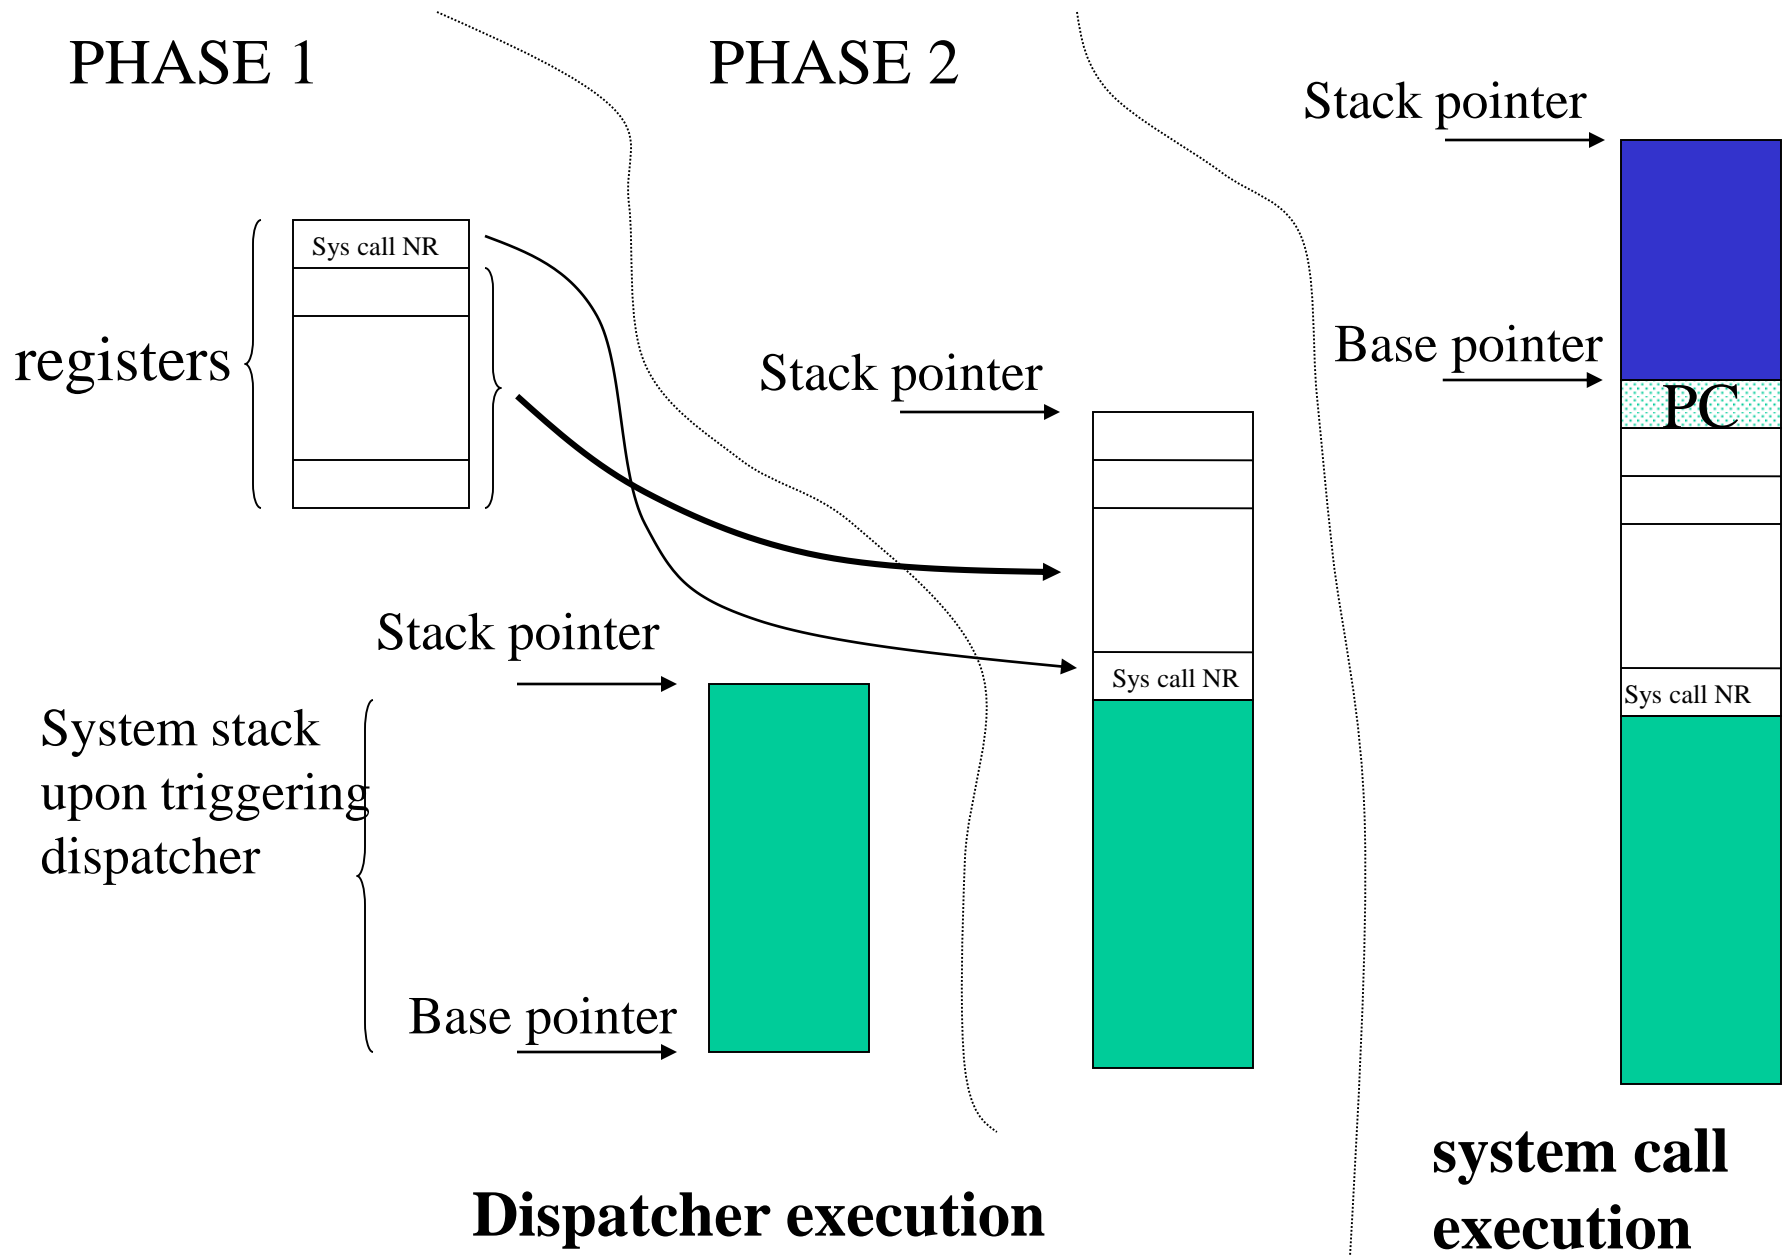 PHASE 1
PHASE 2
Stack pointer
Sys call NR
registers
Base pointer
Stack pointer
PC
Stack pointer
Sys call NR
Sys call NR
System stack
upon triggering
dispatcher
Base pointer
system call
execution
Dispatcher execution